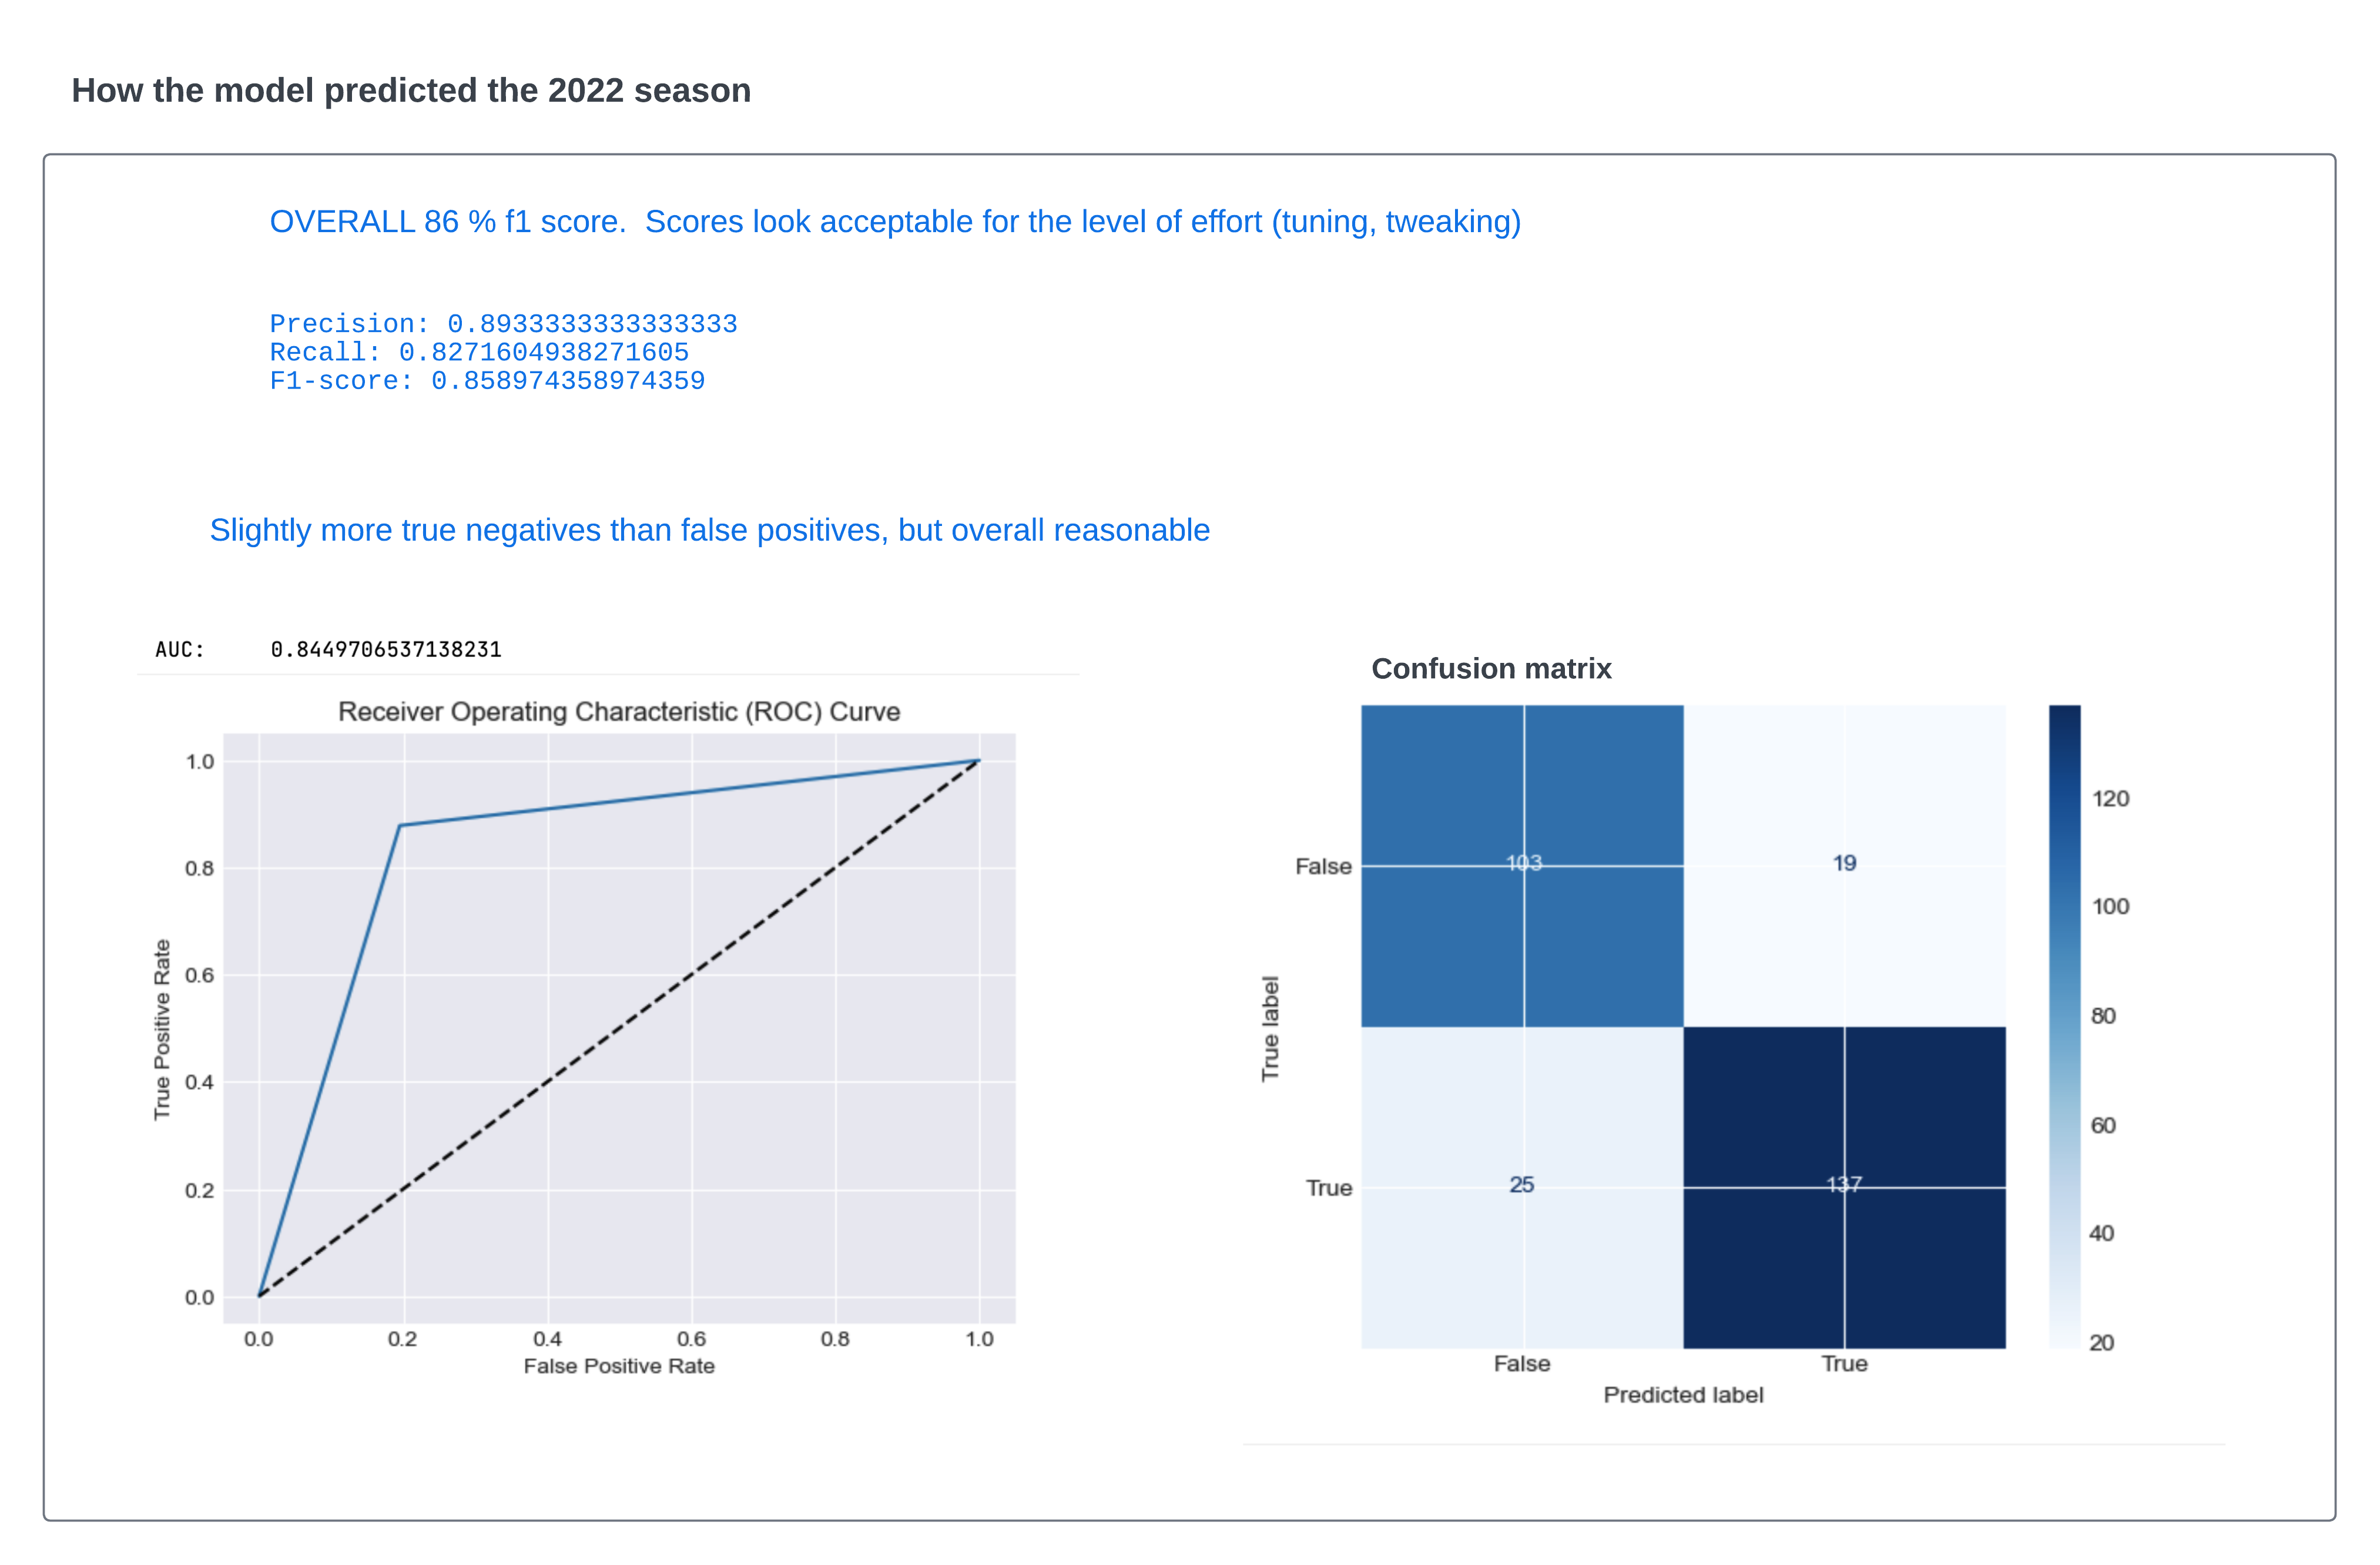 How the model predicted the 2022 season
OVERALL 86 % f1 score.  Scores look acceptable for the level of effort (tuning, tweaking)
Precision: 0.8933333333333333
Recall: 0.8271604938271605
F1-score: 0.858974358974359
Slightly more true negatives than false positives, but overall reasonable
AUC: 0.8449706537138231
Receiver Operating Characteristic (ROC) Curve
1.0
0.8
0.6
0.4
0.2
0.0
True Positive Rate
0.0 0.2 0.4 0.6 0.8 1.0
False Positive Rate
Confusion matrix
True label
False 103 19
True 25 137
False True
Predicted label
120
100
80
60
40
20